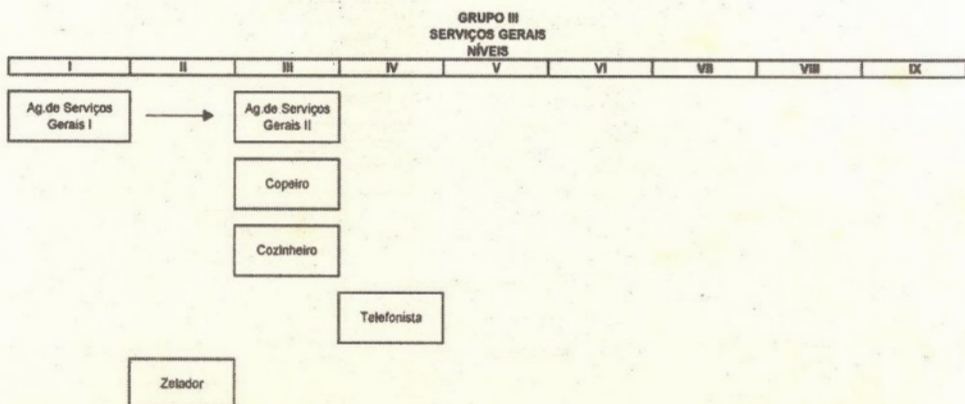 GRUPO III
SERVIÇOS GERAIS
NÍVEIS
I II III IV V VI VII VIII IX
Ag.de Serviços
Gerais I
Ag.de Serviços
Gerais II
Copeiro
Cozinheiro
Telefonista
Zelador